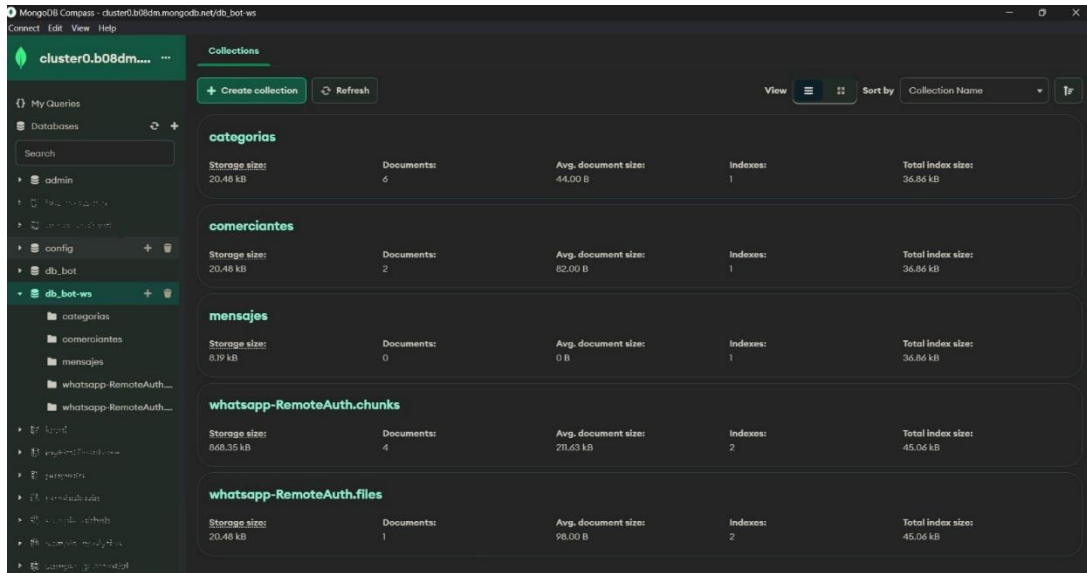 MongoDB Compass - cluster0.b08dm.mongodb.net/db_bot-ws
Connect Edit View Help
cluster0.b08dm.... ...
{} My Queries
Databases
Search
admin
config
db_bot
db_bot-ws
categorias
comerciantes
mensajes
whatsapp-RemoteAuth....
whatsapp-RemoteAuth....
Collections
+ Create collection
Refresh
View
Sort by
Collection Name
categorias
Storage size: Documents: Avg. document size: Indexes: Total index size:
20.48 kB 6 44.00 B 1 36.86 kB
comerciantes
Storage size: Documents: Avg. document size: Indexes: Total index size:
20.48 kB 2 82.00 B 1 36.86 kB
mensajes
Storage size: Documents: Avg. document size: Indexes: Total index size:
8.19 kB 0 0 B 1 36.86 kB
whatsapp-RemoteAuth.chunks
Storage size: Documents: Avg. document size: Indexes: Total index size:
868.35 kB 4 211.63 kB 2 45.06 kB
whatsapp-RemoteAuth.files
Storage size: Documents: Avg. document size: Indexes: Total index size:
20.48 kB 1 98.00 B 2 45.06 kB